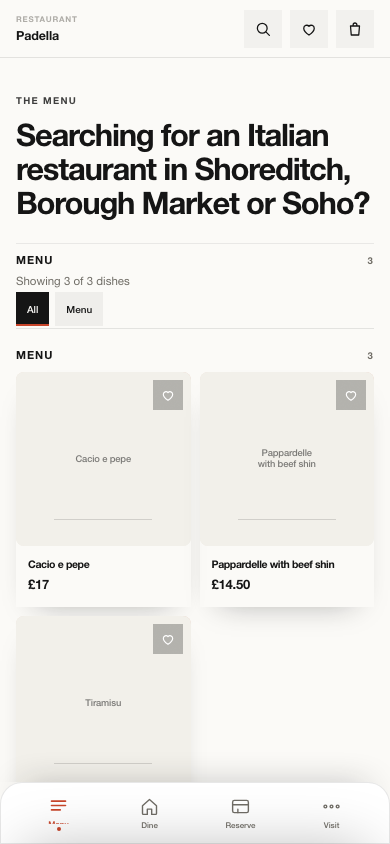 RESTAURANT
Padella
THE MENU
Searching for an Italian
restaurant in Shoreditch,
Borough Market or Soho?
MENU 3
Showing 3 of 3 dishes
All Menu
MENU 3
Cacio e pepe
Pappardelle
with beef shin
Cacio e pepe
£17
Pappardelle with beef shin
£14.50
Tiramisu
Dine
Reserve
Visit